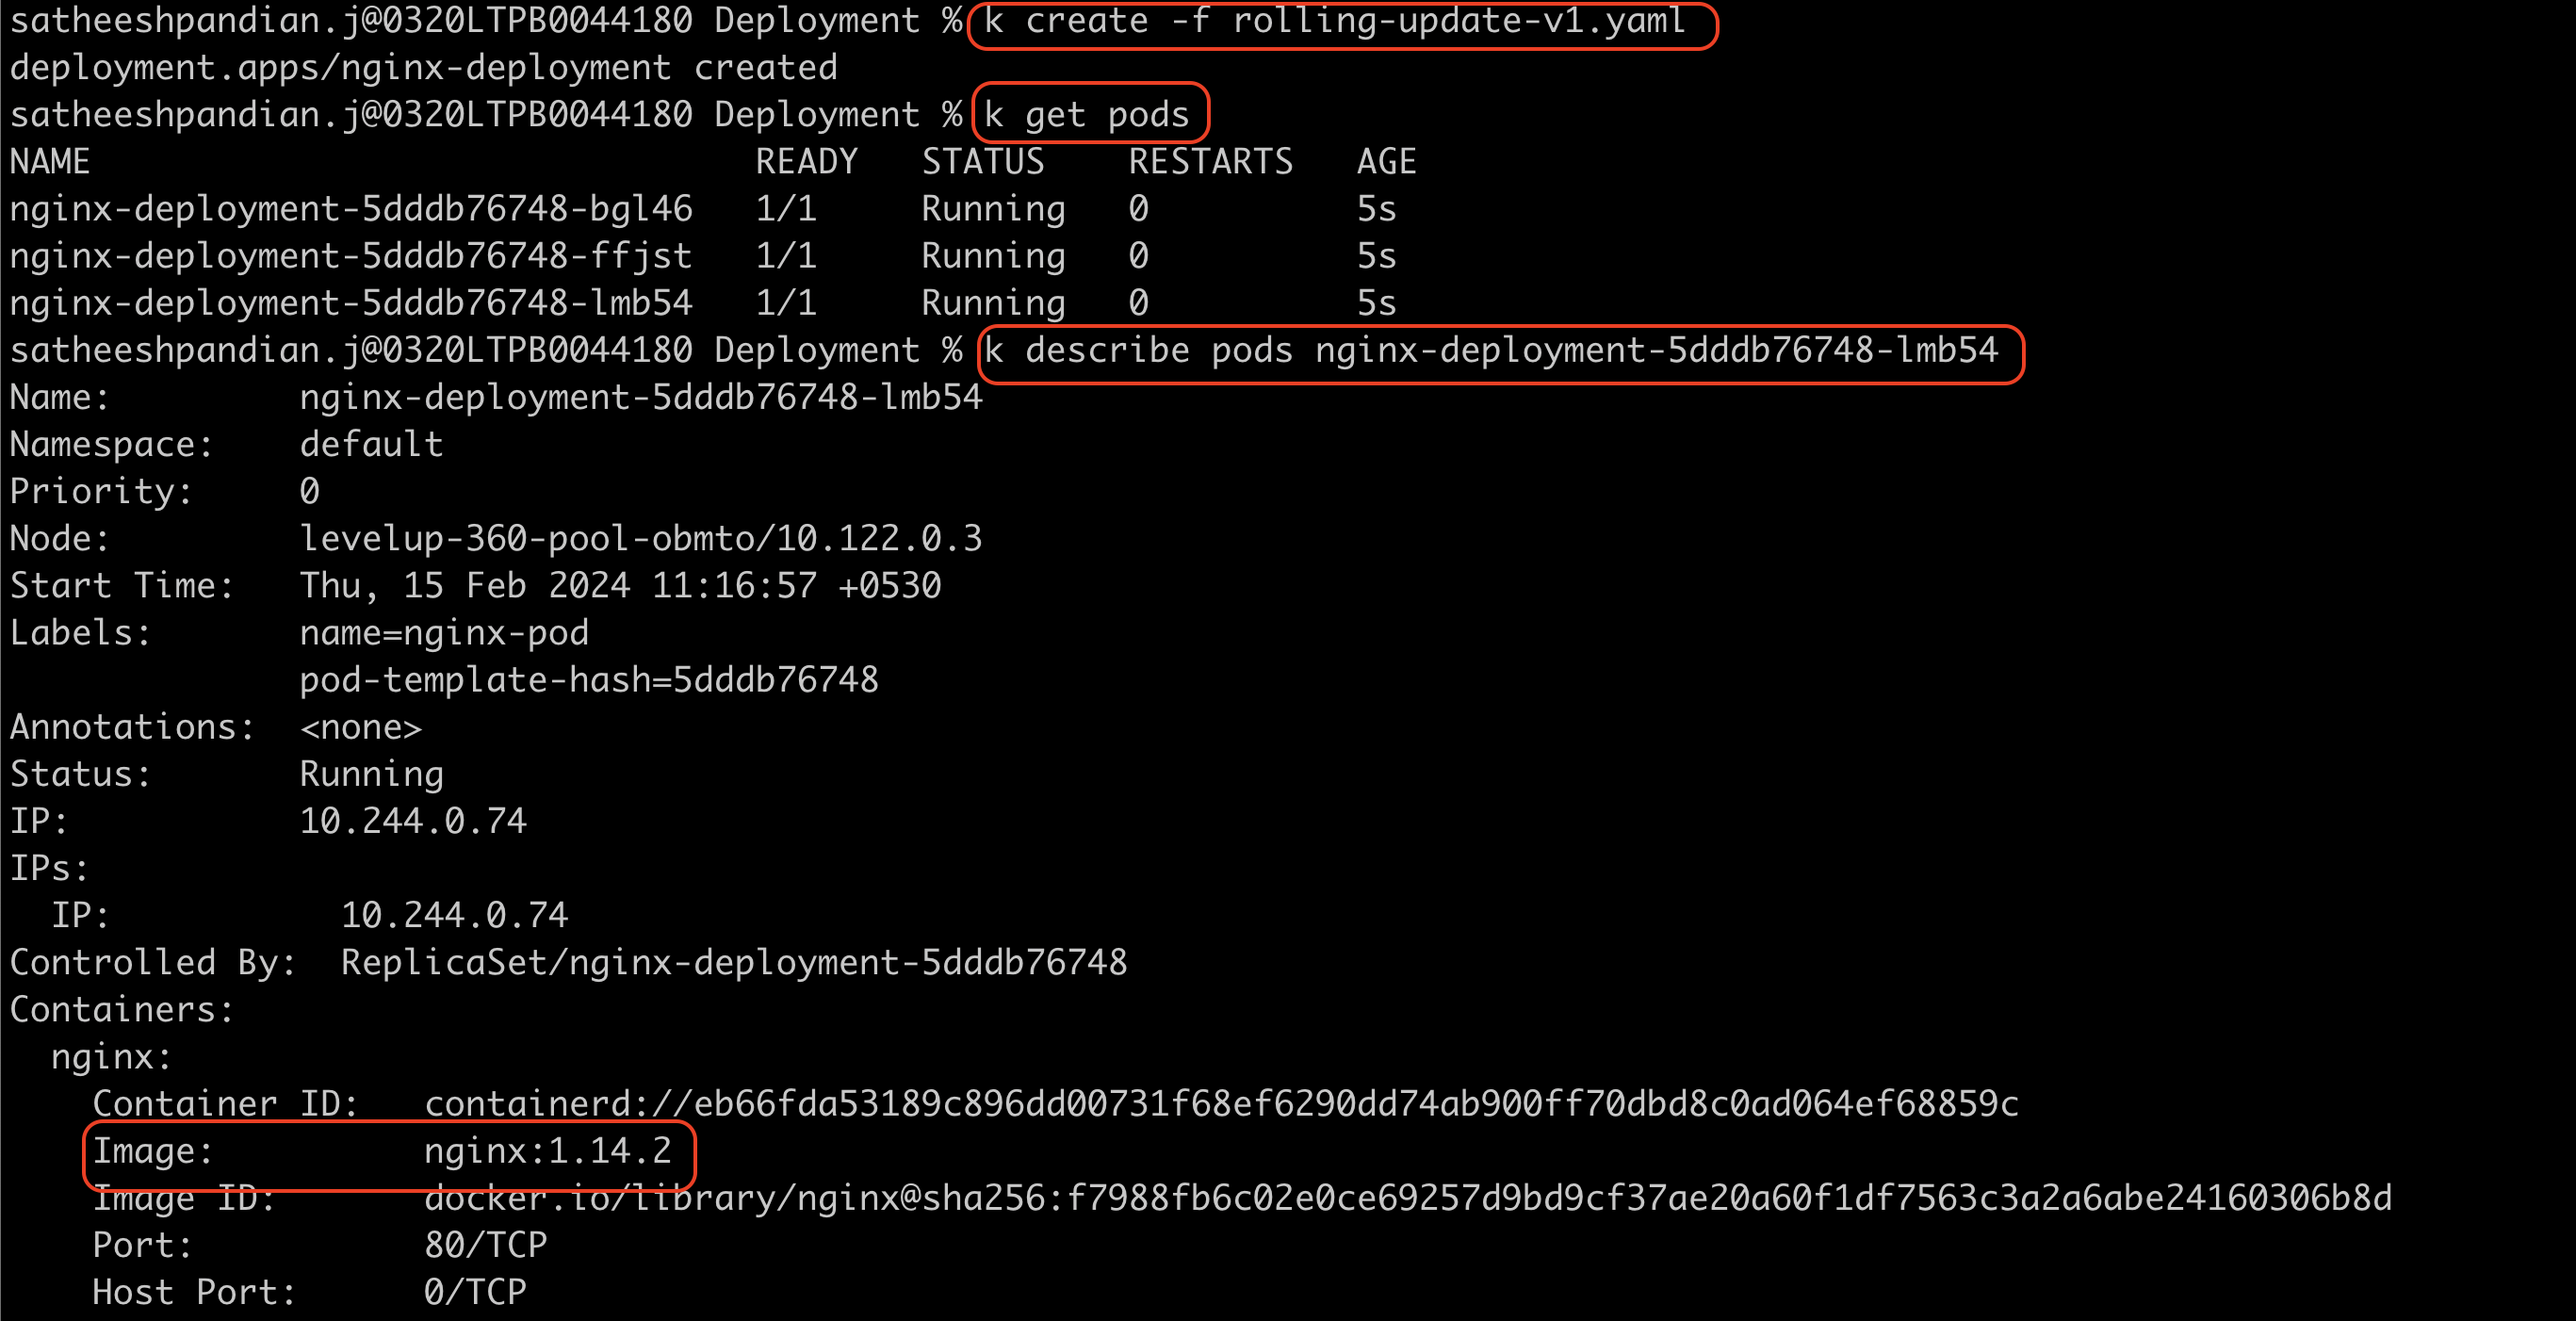 satheeshpandian.j@0320LTPB0044180 Deployment % k create -f rolling-update-v1.yaml
deployment.apps/nginx-deployment created
satheeshpandian.j@0320LTPB0044180 Deployment % k get pods
NAME READY STATUS RESTARTS AGE
nginx-deployment-5dddb76748-bgl46 1/1 Running 0 5s
nginx-deployment-5dddb76748-ffjst 1/1 Running 0 5s
nginx-deployment-5dddb76748-lmb54 1/1 Running 0 5s
satheeshpandian.j@0320LTPB0044180 Deployment % k describe pods nginx-deployment-5dddb76748-lmb54
Name: nginx-deployment-5dddb76748-lmb54
Namespace: default
Priority: 0
Node: levelup-360-pool-obmto/10.122.0.3
Start Time: Thu, 15 Feb 2024 11:16:57 +0530
Labels: name=nginx-pod
pod-template-hash=5dddb76748
Annotations: <none>
Status: Running
IP: 10.244.0.74
IPs:
IP: 10.244.0.74
Controlled By: ReplicaSet/nginx-deployment-5dddb76748
Containers:
nginx:
Container ID: containerd://eb66fda53189c896dd00731f68ef6290dd74ab900ff70dbd8c0ad064ef68859c
Image: nginx:1.14.2
Image ID: docker.io/library/nginx@sha256:f7988fb6c02e0ce69257d9bd9cf37ae20a60f1df7563c3a2a6abe24160306b8d
Port: 80/TCP
Host Port: 0/TCP